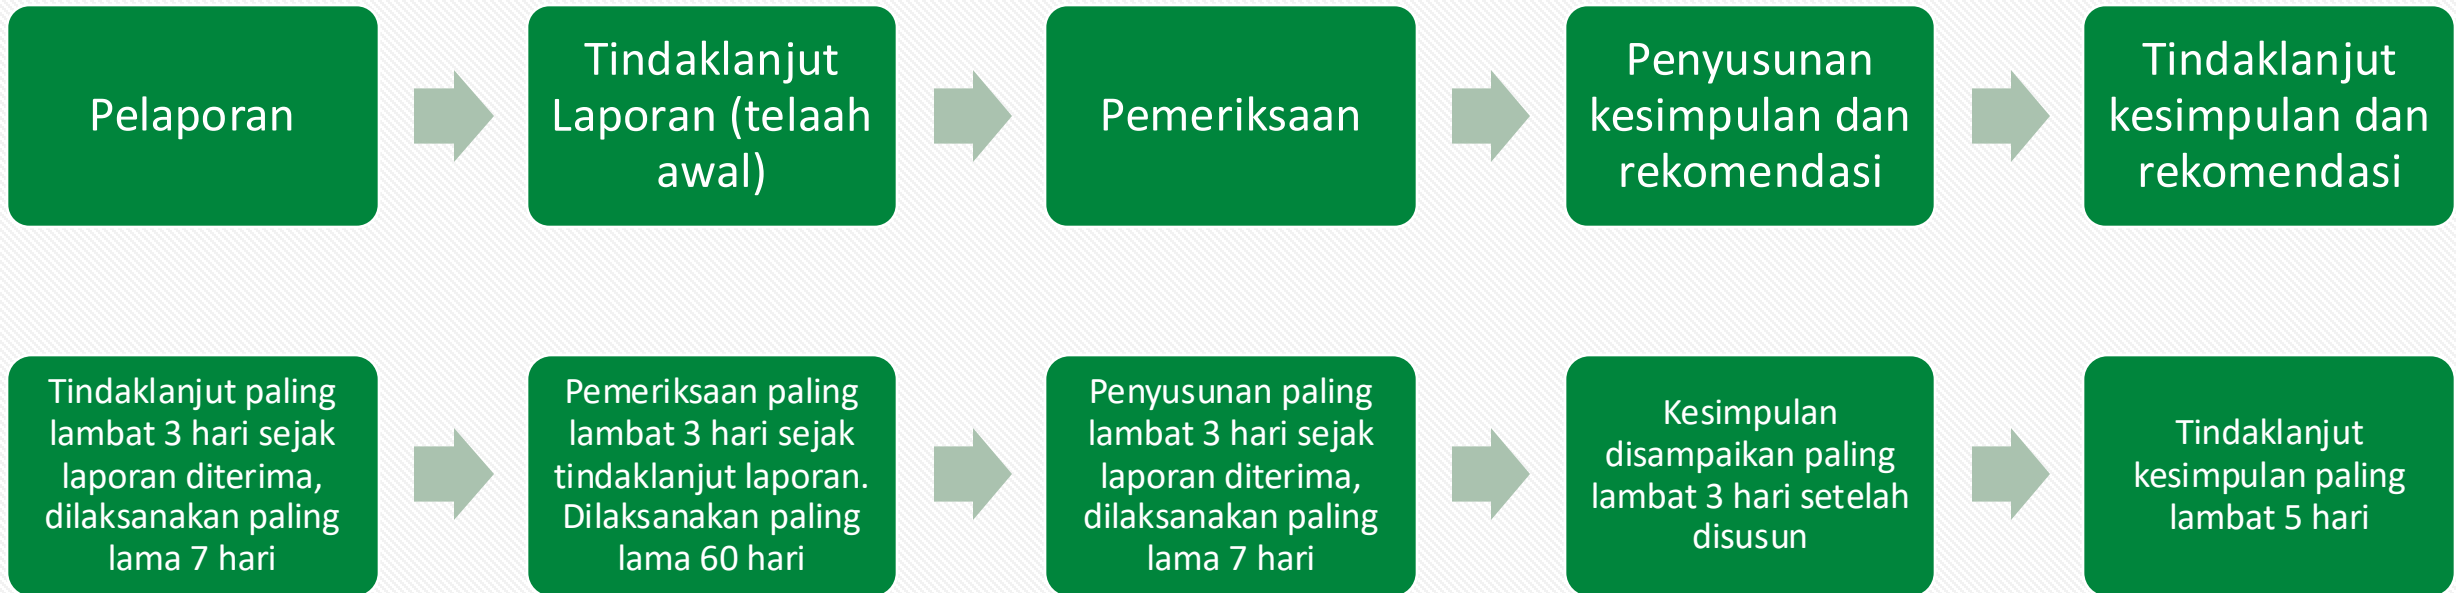 Pelaporan
Tindaklanjut
Laporan (telaah
awal)
Pemeriksaan
Penyusunan
kesimpulan dan
rekomendasi
Tindaklanjut
kesimpulan dan
rekomendasi
Tindaklanjut paling
lambat 3 hari sejak
laporan diterima,
dilaksanakan paling
lama 7 hari
Pemeriksaan paling
lambat 3 hari sejak
tindaklanjut laporan.
Dilaksanakan paling
lama 60 hari
Penyusunan paling
lambat 3 hari sejak
laporan diterima,
dilaksanakan paling
lama 7 hari
Kesimpulan
disampaikan paling
lambat 3 hari setelah
disusun
Tindaklanjut
kesimpulan paling
lambat 5 hari